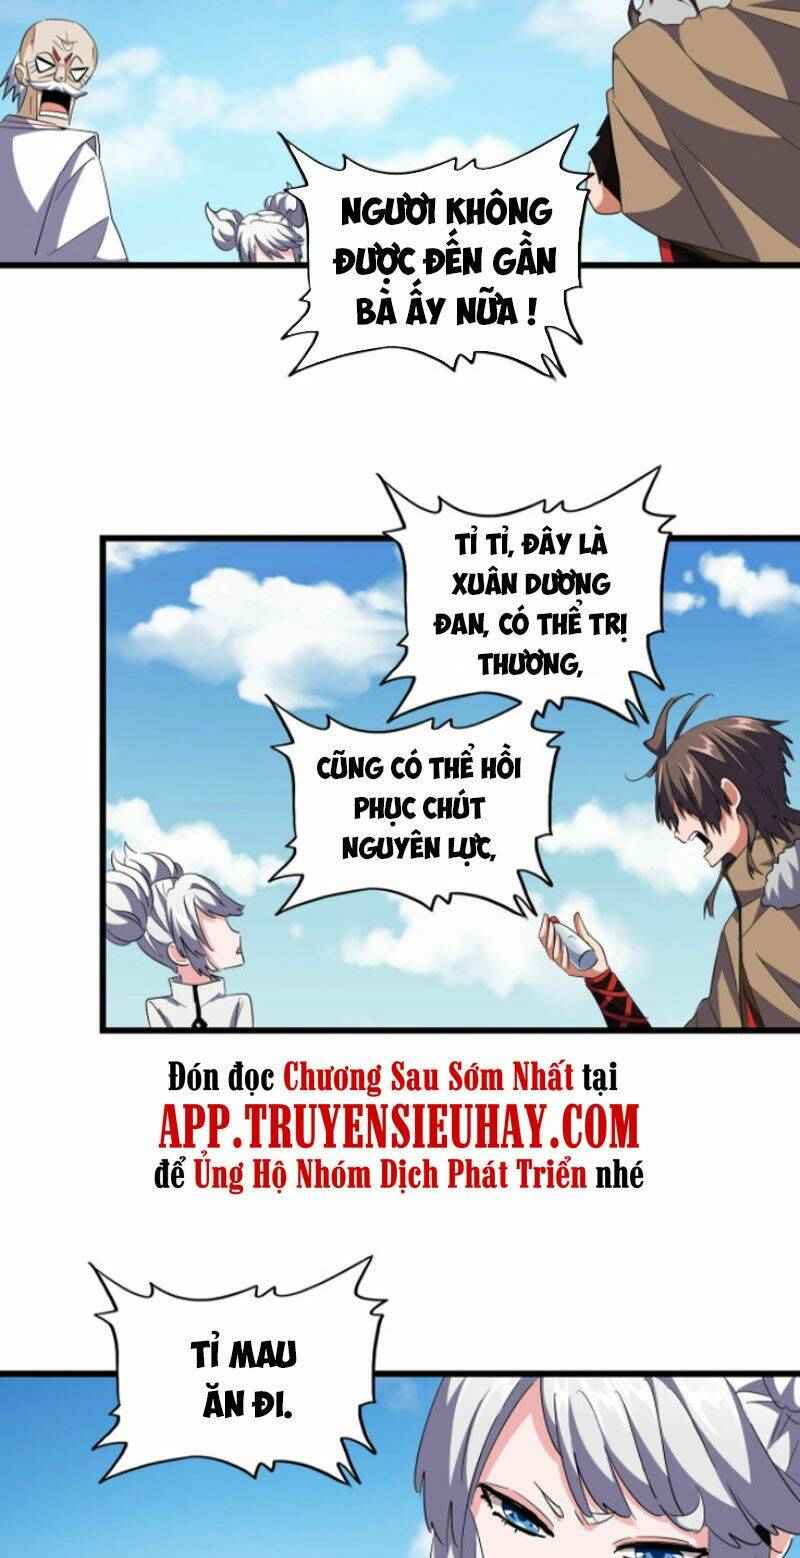 NGƯƠI KHÔNG
ĐƯỢC ĐẾN GẦN
BÀ ẤY NỮA !
TỈ TỈ, ĐÂY LÀ
XUÂN DƯƠNG
ĐAN, CÓ THỂ TRỊ
THƯƠNG,
CŨNG CÓ THỂ HỒI
PHỤC CHÚT
NGUYÊN LỰC,
Đón đọc Chương Sau Sớm Nhất tại
APP.TRUYENSIEUHAY.COM
để Ủng Hộ Nhóm Dịch Phát Triển nhé
TỈ MAU
ĂN ĐI.